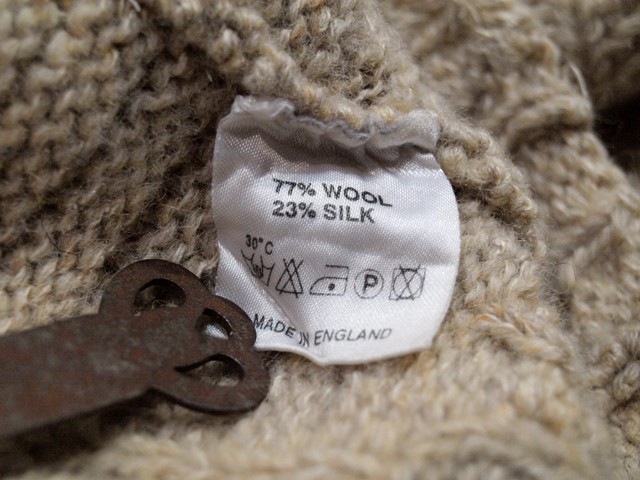 77% WOOL
23% SILK
30°C
P
MADE IN ENGLAND